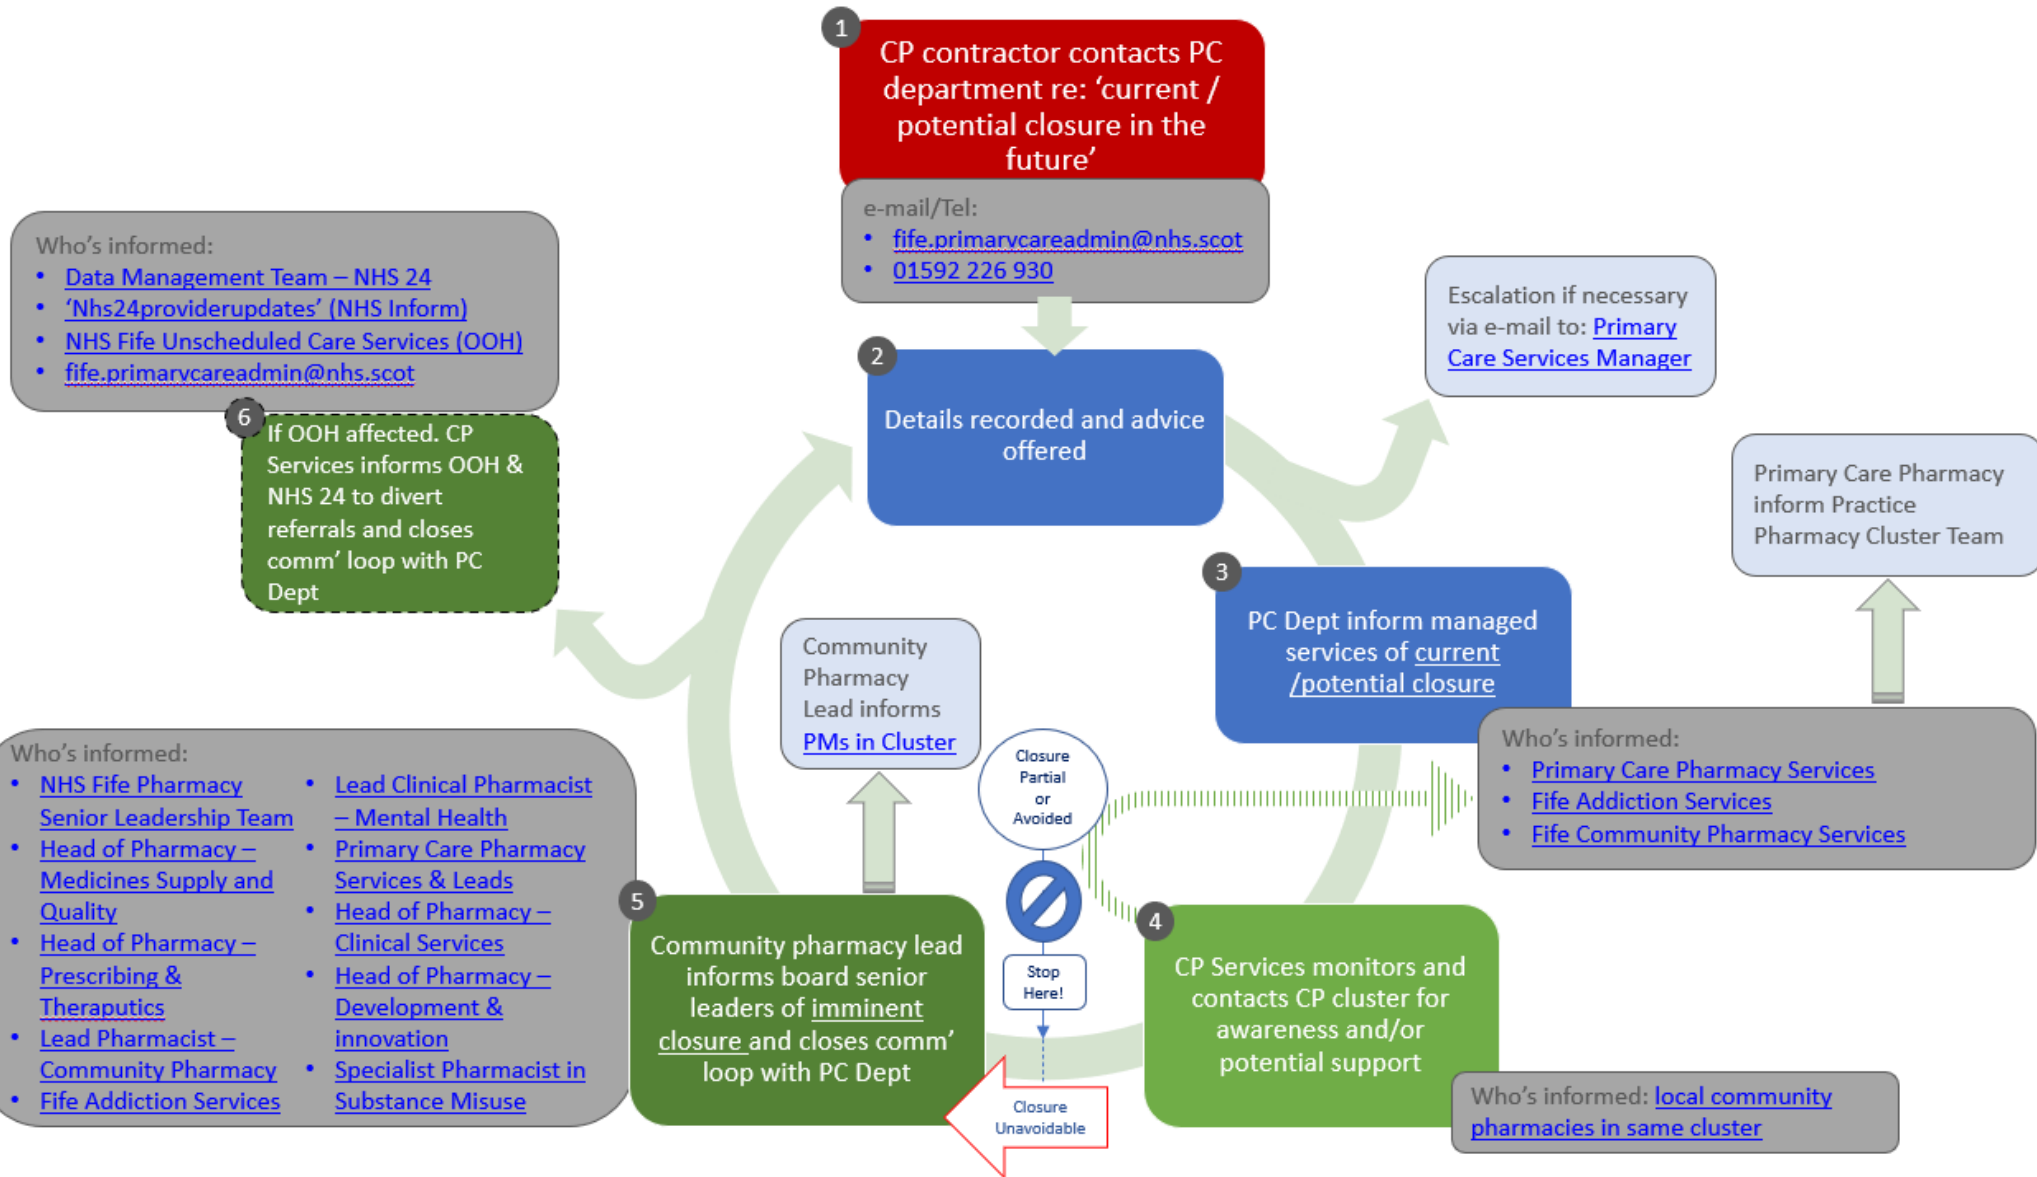 1
CP contractor contacts PC
department re: ‘current /
potential closure in the
future’
e-mail/Tel:
• fife.primarycareadmin@nhs.scot
• 01592 226 930
2
Details recorded and advice
offered
Escalation if necessary
via e-mail to: Primary
Care Services Manager
3
PC Dept inform managed
services of current
/potential closure
Who’s informed:
• Primary Care Pharmacy Services
• Fife Addiction Services
• Fife Community Pharmacy Services
Primary Care Pharmacy
inform Practice
Pharmacy Cluster Team
4
CP Services monitors and
contacts CP cluster for
awareness and/or
potential support
Who’s informed: local community
pharmacies in same cluster
Closure
Partial
or
Avoided
Stop
Here!
Closure
Unavoidable
5
Community pharmacy lead
informs board senior
leaders of imminent
closure and closes comm’
loop with PC Dept
Community
Pharmacy
Lead informs
PMs in Cluster
Who’s informed:
• NHS Fife Pharmacy
Senior Leadership Team
• Head of Pharmacy –
Medicines Supply and
Quality
• Head of Pharmacy –
Prescribing &
Theraputics
• Lead Pharmacist –
Community Pharmacy
• Fife Addiction Services
• Lead Clinical Pharmacist
– Mental Health
• Primary Care Pharmacy
Services & Leads
• Head of Pharmacy –
Clinical Services
• Head of Pharmacy –
Development &
innovation
• Specialist Pharmacist in
Substance Misuse
6
If OOH affected. CP
Services informs OOH &
NHS 24 to divert
referrals and closes
comm’ loop with PC
Dept
Who’s informed:
• Data Management Team – NHS 24
• ‘Nhs24providerupdates’ (NHS Inform)
• NHS Fife Unscheduled Care Services (OOH)
• fife.primarycareadmin@nhs.scot